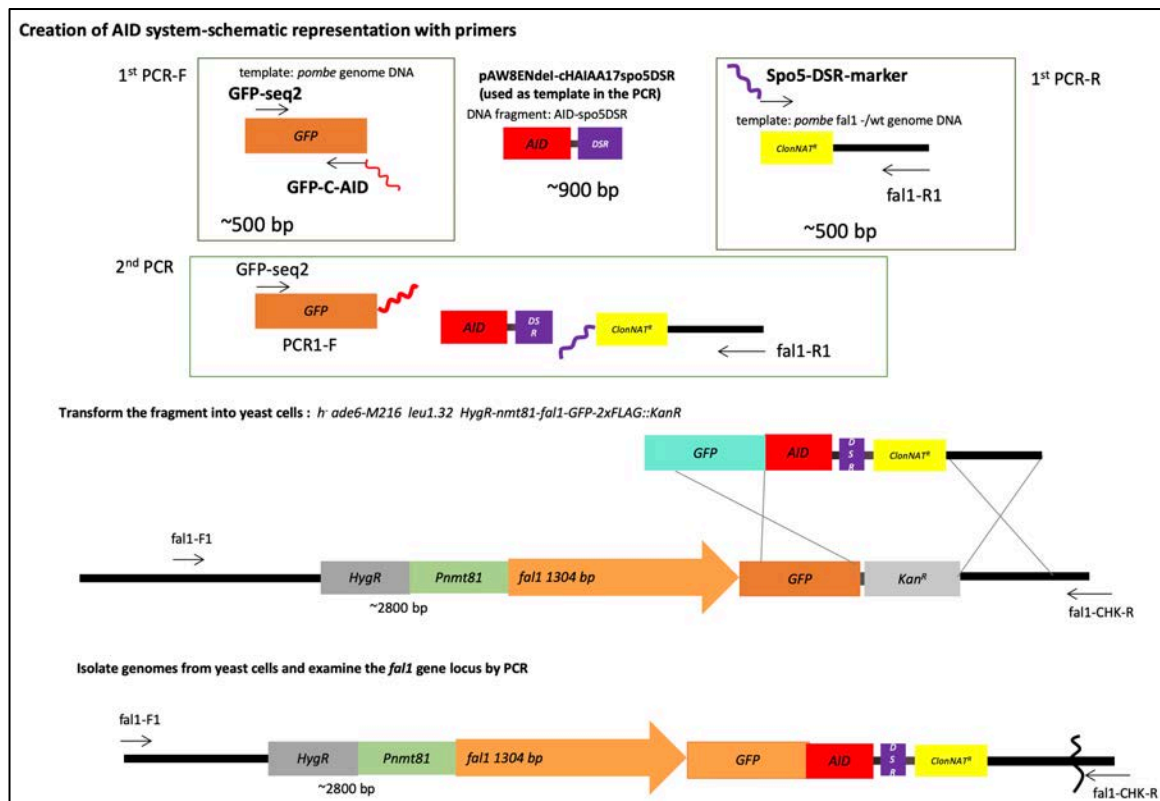 Creation of AID system-schematic representation with primers
1st PCR-F
template: pombe genome DNA
GFP-seq2
GFP
GFP-C-AID
~500 bp
pAW8ENdel-cHAIAA17spo5DSR
(used as template in the PCR)
DNA fragment: AID-spo5DSR
AID
DSR
~900 bp
1st PCR-R
Spo5-DSR-marker
template: pombe fal1 -/wt genome DNA
ClonNATR
fal1-R1
~500 bp
2nd PCR
GFP-seq2
GFP
PCR1-F
AID
DS
R
ClonNATR
fal1-R1
Transform the fragment into yeast cells : h- ade6-M216 leu1.32 HygR-nmt81-fal1-GFP-2xFLAG::KanR
GFP
AID
D
S
R
ClonNATR
fal1-F1
HygR
Pnmt81
fal1 1304 bp
GFP
KanR
~2800 bp
fal1-CHK-R
Isolate genomes from yeast cells and examine the fal1 gene locus by PCR
fal1-F1
HygR
Pnmt81
fal1 1304 bp
GFP
AID
D
S
R
ClonNATR
~2800 bp
fal1-CHK-R